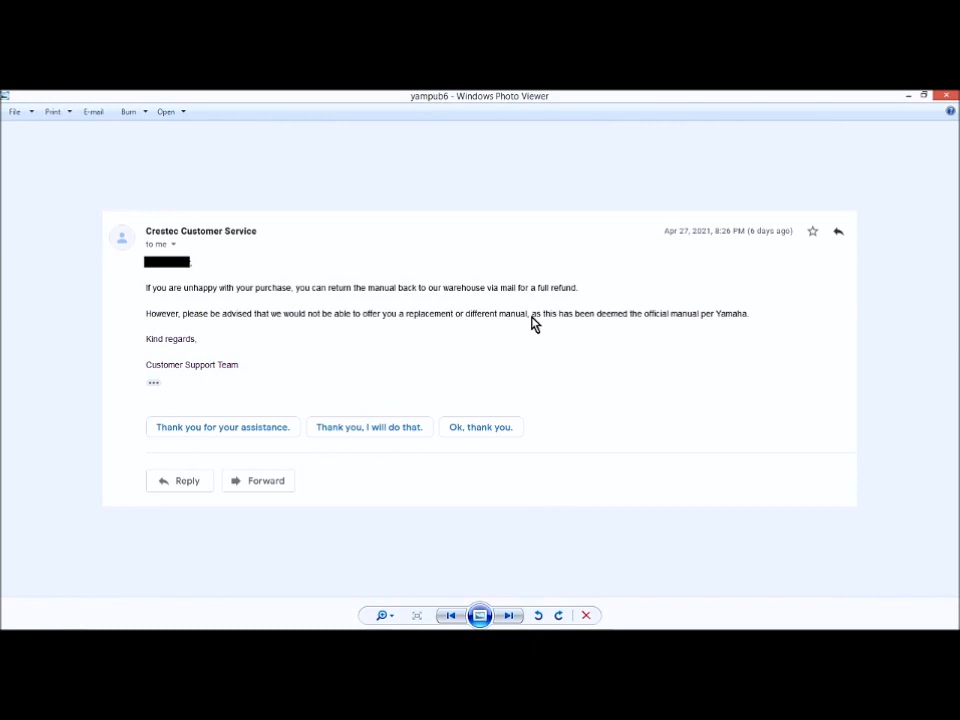 yampub6 - Windows Photo Viewer
File Print E-mail Burn Open
Crestec Customer Service
Apr 27, 2021, 8:26 PM (6 days ago)
to me
If you are unhappy with your purchase, you can return the manual back to our warehouse via mail for a full refund.
However, please be advised that we would not be able to offer you a replacement or different manual, as this has been deemed the official manual per Yamaha.
Kind regards,
Customer Support Team
Thank you for your assistance. Thank you, I will do that. Ok, thank you.
Reply Forward